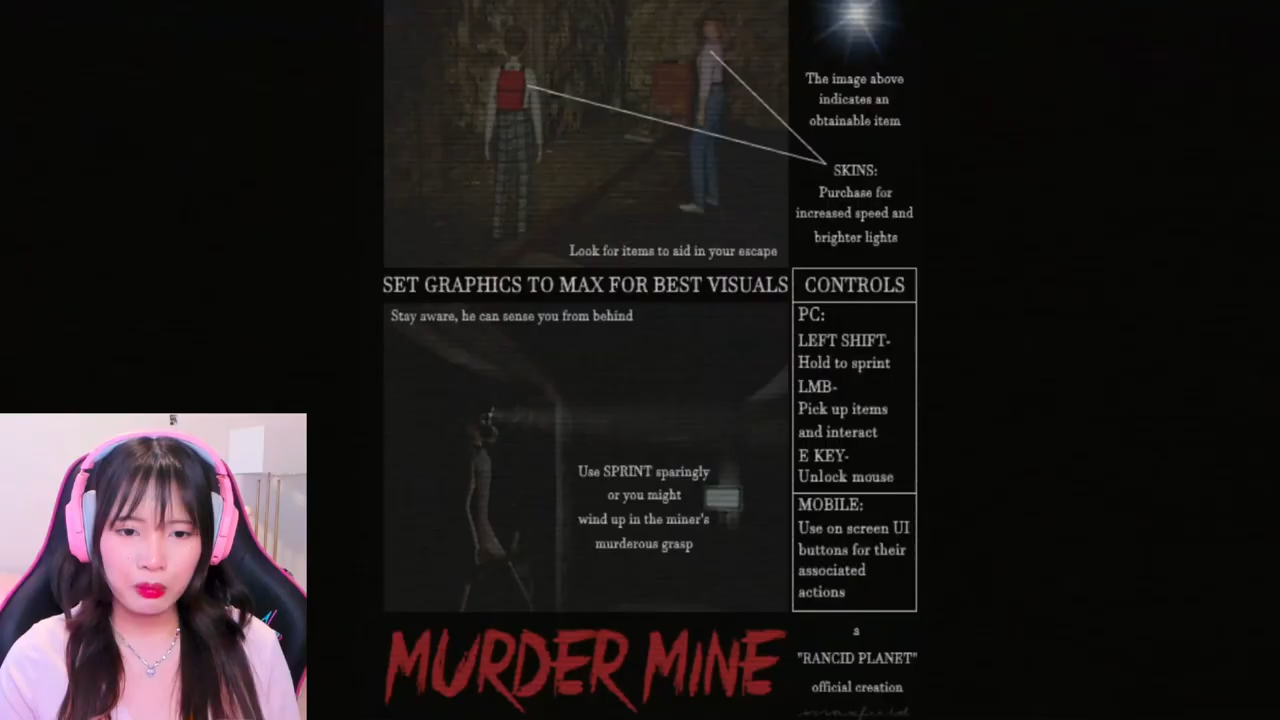 The image above
indicates an
obtainable item
SKINS:
Purchase for
increased speed and
brighter lights
Look for items to aid in your escape
SET GRAPHICS TO MAX FOR BEST VISUALS
CONTROLS
Stay aware, he can sense you from behind
PC:
LEFT SHIFT-
Hold to sprint
LMB-
Pick up items
and interact
E KEY-
Unlock mouse
Use SPRINT sparingly
or you might
wind up in the miner's
murderous grasp
MOBILE:
Use on screen UI
buttons for their
associated
actions
MURDER MINE
a
"RANCID PLANET"
official creation